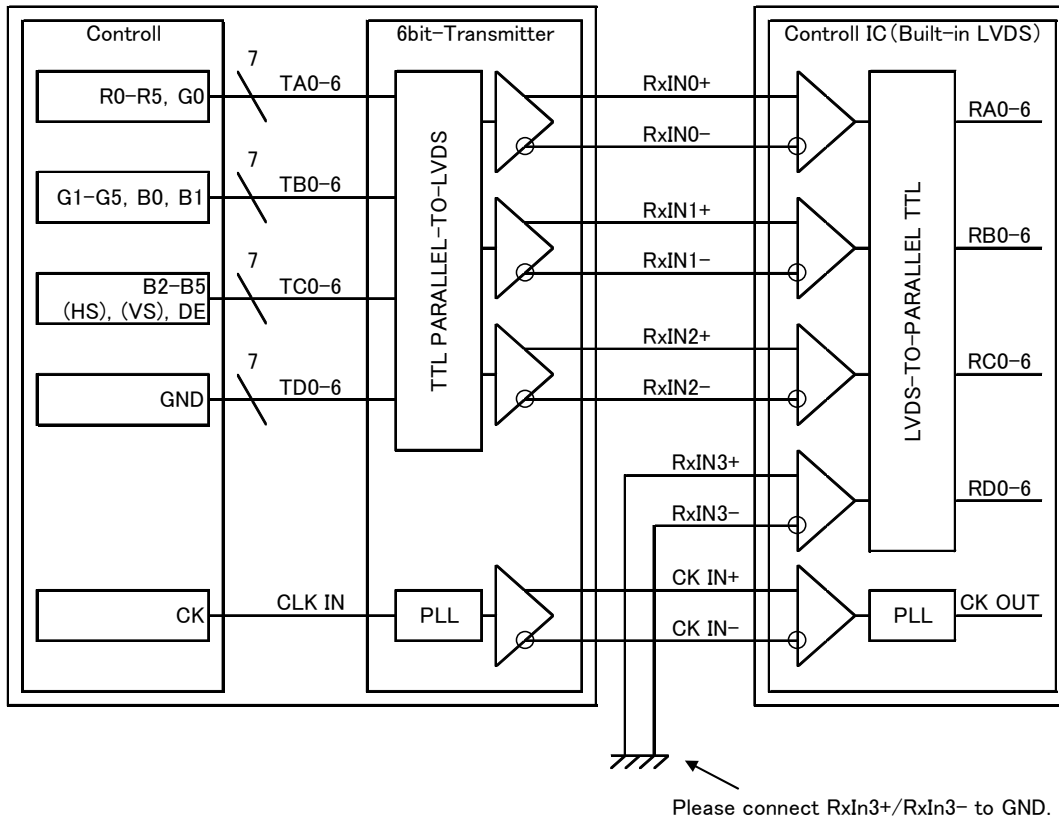 Controll
6bit-Transmitter
Controll IC(Built-in LVDS)
R0-R5, G0
7
TA0-6
RxIN0+
RxIN0-
RA0-6
G1-G5, B0, B1
7
TB0-6
RxIN1+
RxIN1-
RB0-6
B2-B5
(HS), (VS), DE
7
TC0-6
RxIN2+
RxIN2-
RC0-6
GND
7
TD0-6
TTL PARALLEL-TO-LVDS
LVDS-TO-PARALLEL TTL
RxIN3+
RxIN3-
RD0-6
CK
CLK IN
PLL
CK IN+
CK IN-
PLL
CK OUT
Please connect RxIn3+/RxIn3- to GND.